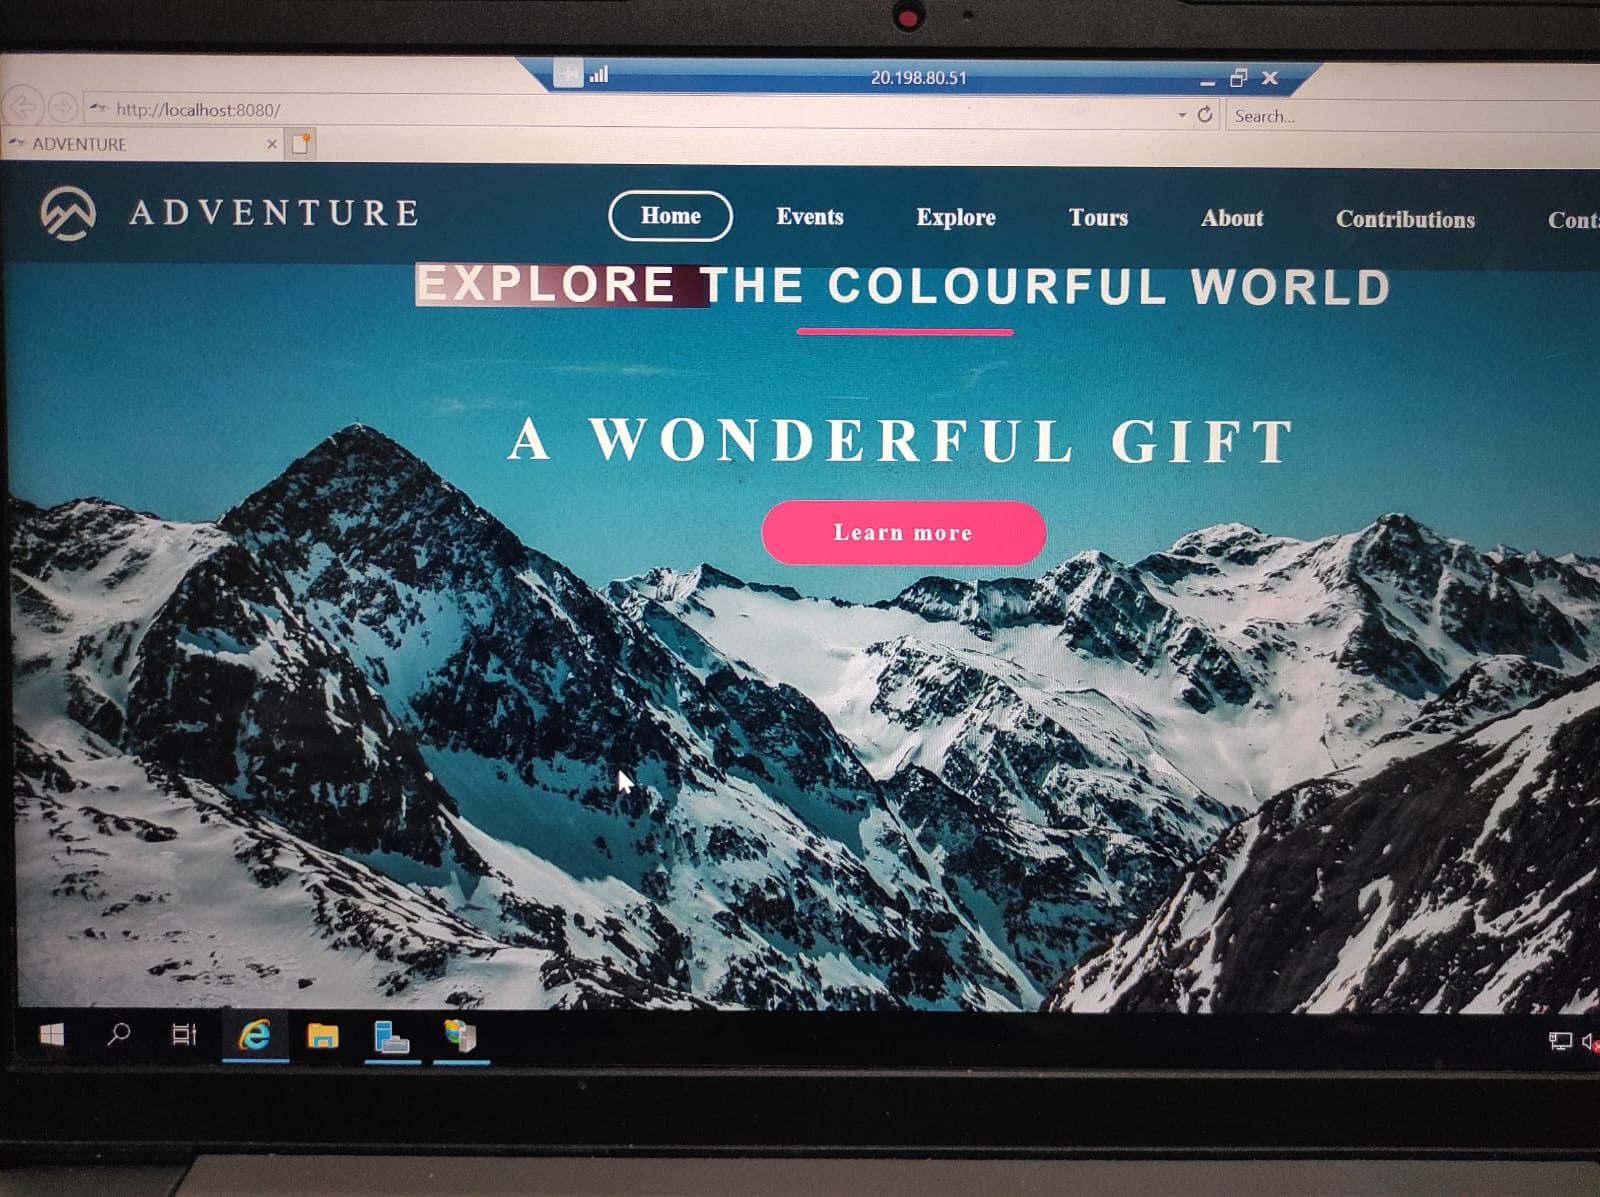 20.198.80.51
http://localhost:8080/
Search...
ADVENTURE
ADVENTURE
Home Events Explore Tours About Contributions
EXPLORE THE COLOURFUL WORLD
A WONDERFUL GIFT
Learn more